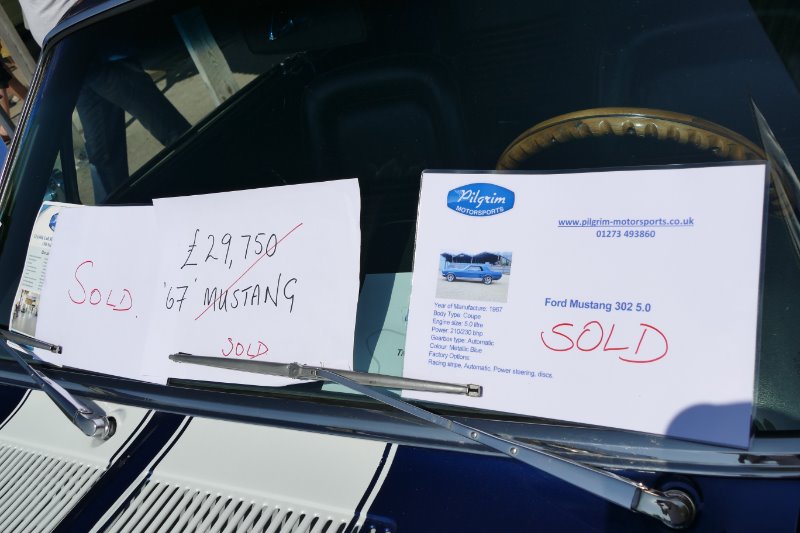 SOLD.
£29,750
'67' MUSTANG
SOLD
Pilgrim
MOTORSPORTS
www.pilgrim-motorsports.co.uk
01273 493860
Ford Mustang 302 5.0
SOLD
Year of Manufacture: 1967
Body Type: Coupe
Engine size: 5.0 litre
Power: 210/230 bhp
Gearbox type: Automatic
Colour: Metallic Blue
Factory Options:
Racing stripe, Automatic, Power steering, discs.